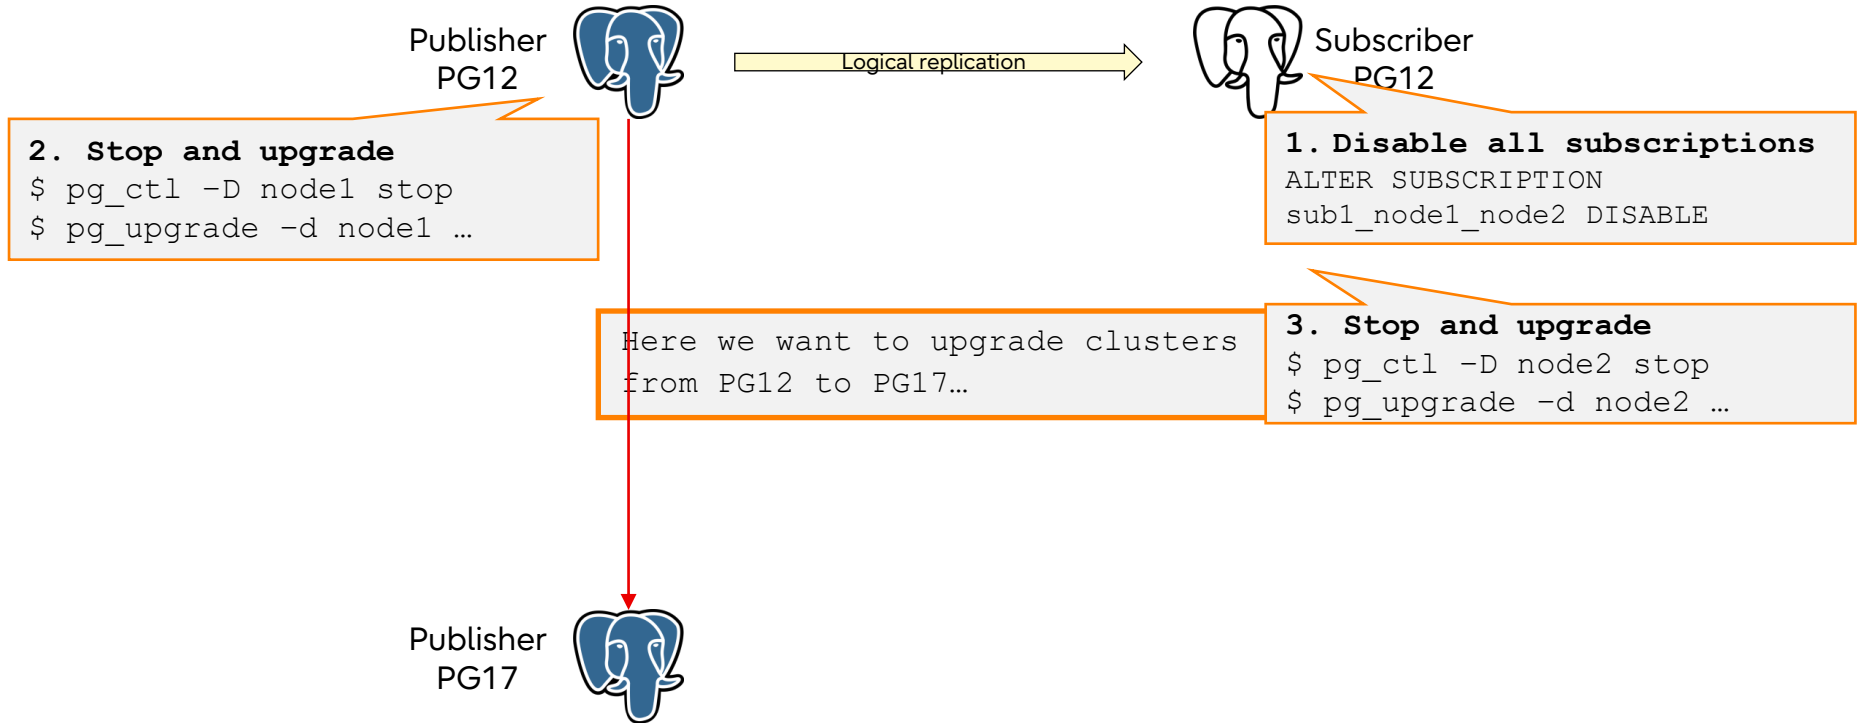 Publisher
PG12
Logical replication
Subscriber
PG12
2. Stop and upgrade
$ pg_ctl –D node1 stop
$ pg_upgrade –d node1 …
1. Disable all subscriptions
ALTER SUBSCRIPTION
sub1_node1_node2 DISABLE
Here we want to upgrade clusters
from PG12 to PG17…
3. Stop and upgrade
$ pg_ctl –D node2 stop
$ pg_upgrade –d node2 …
Publisher
PG17